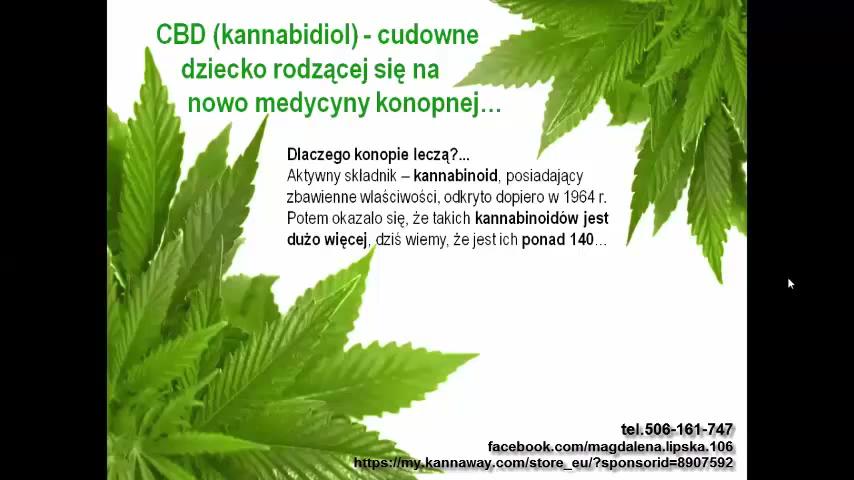 CBD (kannabidiol) - cudowne
dziecko rodzącej się na
nowo medycyny konopnej...
Dlaczego konopie leczą?...
Aktywny składnik – kannabinoid, posiadający
zbawienne właściwości, odkryto dopiero w 1964 r.
Potem okazalo się, że takich kannabinoidów jest
dużo więcej, dziś wiemy, że jest ich ponad 140...
tel.506-161-747
facebook.com/magdalena.lipska.106
https://my.kannaway.com/store_eu/?sponsorid=8907592